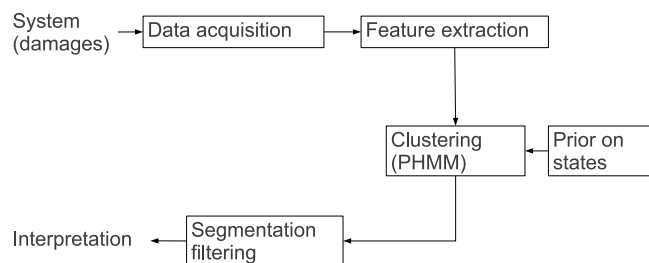 System
(damages)
Data acquisition
Feature extraction
Clustering
(PHMM)
Prior on
states
Interpretation
Segmentation
filtering